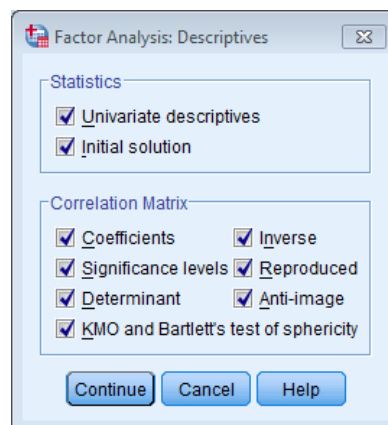 Factor Analysis: Descriptives
Statistics
Univariate descriptives
Initial solution
Correlation Matrix
Coefficients Inverse
Significance levels Reproduced
Determinant Anti-image
KMO and Bartlett's test of sphericity
Continue Cancel Help